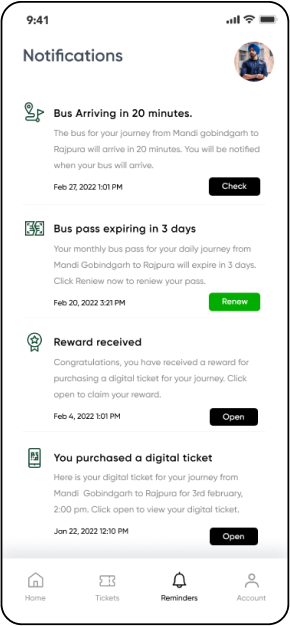 9:41
Notifications
Bus Arriving in 20 minutes.
The bus for your journey from Mandi gobindgarh to
Rajpura will arrive in 20 minutes. You will be notified
when your bus will arrive.
Feb 27, 2022 1:01 PM
Check
Bus pass expiring in 3 days
Your monthly bus pass for your daily journey from
Mandi Gobindgarh to Rajpura will expire in 3 days.
Click Reniew now to reniew your pass.
Feb 20, 2022 3:21 PM
Renew
Reward received
Congratulations, you have received a reward for
purchasing a digital ticket for your journey. Click
open to claim your reward.
Feb 4, 2022 1:01 PM
Open
You purchased a digital ticket
Here is your digital ticket for your journey from
Mandi Gobindgarh to Rajpura for 3rd february,
2:00 pm. Click open to view your digital ticket.
Jan 22, 2022 12:10 PM
Open
Home
Tickets
Reminders
Account